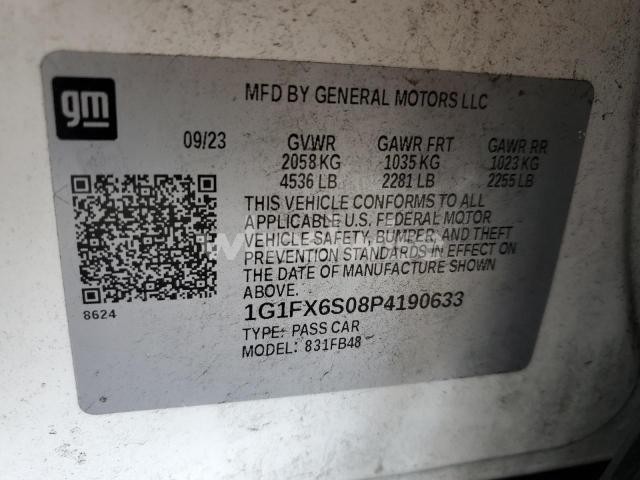 gm
MFD BY GENERAL MOTORS LLC
09/23 GVWR GAWR FRT GAWR RR
2058 KG 1035 KG 1023 KG
4536 LB 2281 LB 2255 LB
THIS VEHICLE CONFORMS TO ALL
APPLICABLE U.S. FEDERAL MOTOR
VEHICLE SAFETY, BUMPER, AND THEFT
PREVENTION STANDARDS IN EFFECT ON
THE DATE OF MANUFACTURE SHOWN
ABOVE.
8624
1G1FX6S08P4190633
TYPE: PASS CAR
MODEL: 831FB48